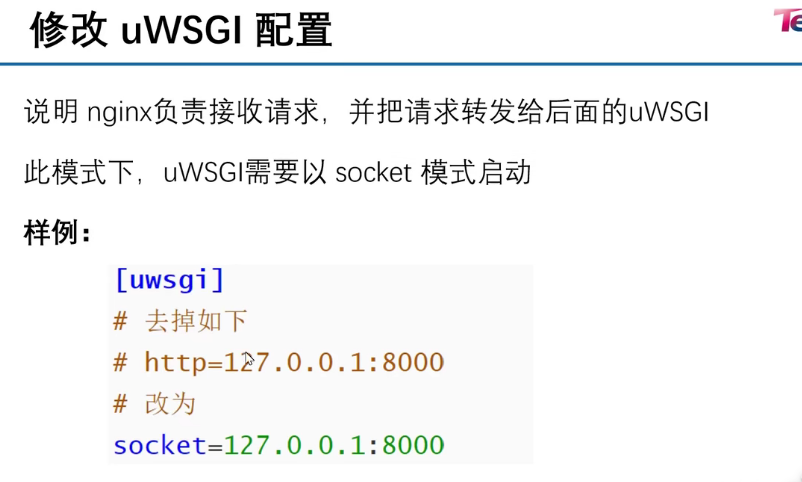 修改 uWSGI 配置
Te
说明 nginx负责接收请求，并把请求转发给后面的uWSGI
此模式下，uWSGI需要以 socket 模式启动
样例：
[uwsgi]
# 去掉如下
# http=127.0.0.1:8000
# 改为
socket=127.0.0.1:8000